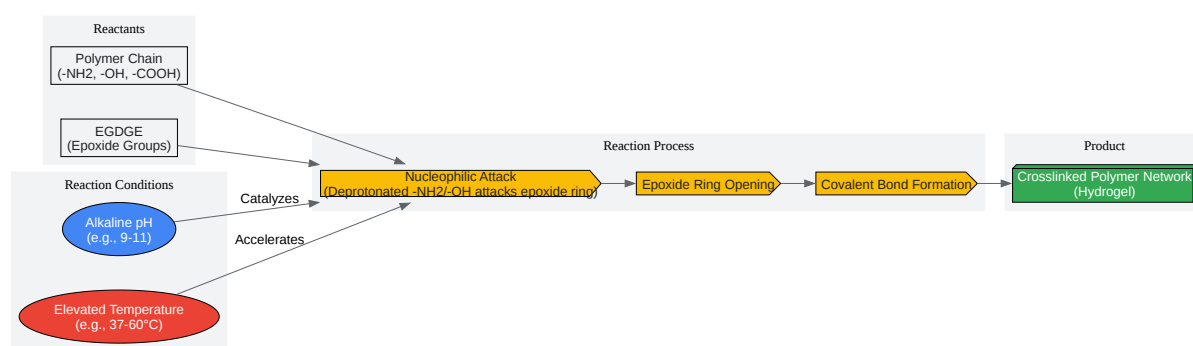 Reactants
Polymer Chain
(-NH2, -OH, -COOH)
EGDGE
(Epoxide Groups)
Reaction Conditions
Alkaline pH
(e.g., 9-11)
Elevated Temperature
(e.g., 37-60°C)
Catalyzes
Accelerates
Reaction Process
Nucleophilic Attack
(Deprotonated -NH2/-OH attacks epoxide ring)
Epoxide Ring Opening
Covalent Bond Formation
Product
Crosslinked Polymer Network
(Hydrogel)